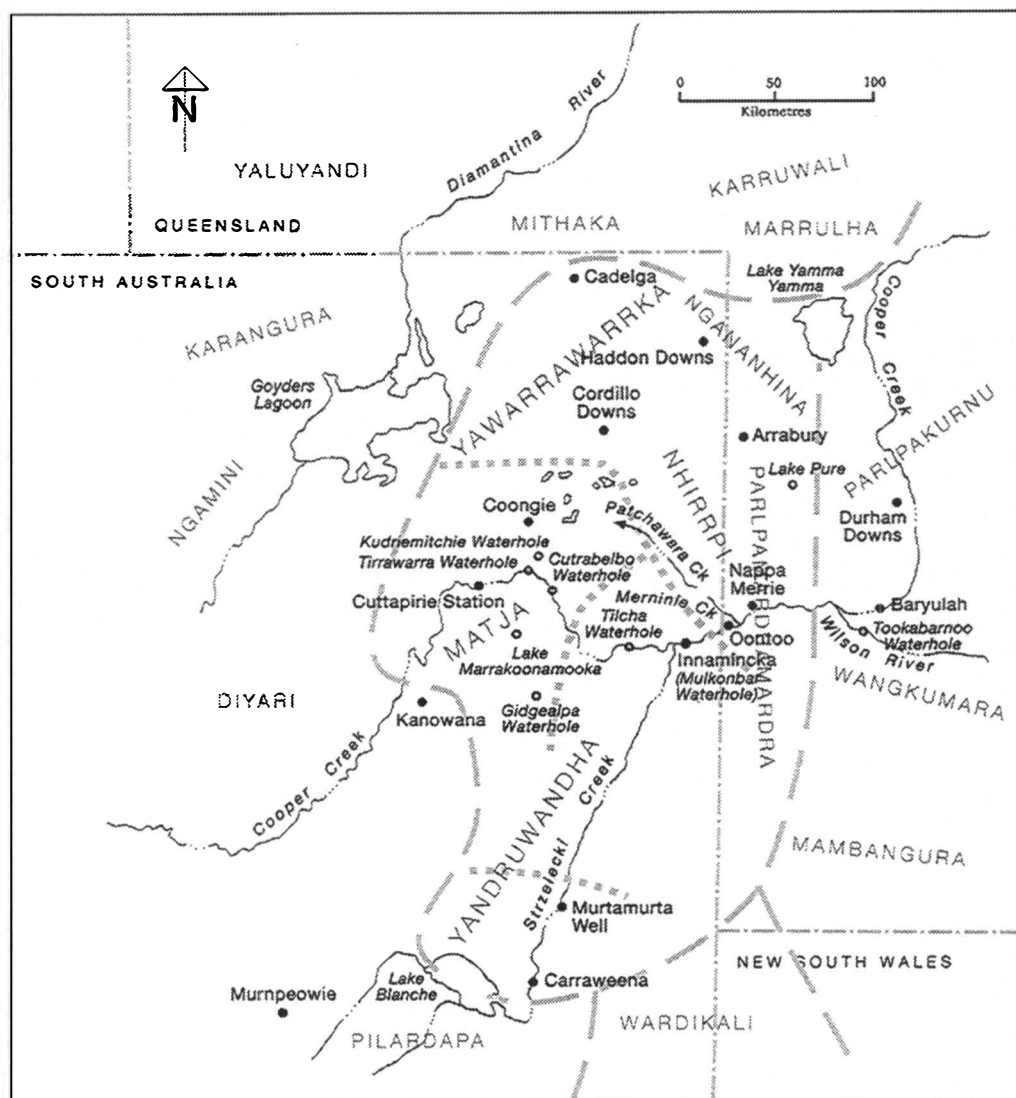 N
0 50 100
Kilometres
Diamantina River
YALUYANDI
KARRUWALI
QUEENSLAND
MITHAKA
MARRULHA
SOUTH AUSTRALIA
Cadelga
Lake Yamma
Yamma
Cooper Creek
KARANGURA
NGANANHINA
Haddon Downs
YAWARRAWARRKA
Goyders
Lagoon
Cordillo
Downs
Arrabury
PARLPAKURNU
NGAMINI
NHIRRPI
Lake Pure
PARLPAMARDRAMARDRA
Coongie
Patchawara Ck
Durham
Downs
Kudriemitchie Waterhole
Tirrawarra Waterhole
Cutrabelbo
Waterhole
Nappa
Merrie
Cuttapirie Station
Merninie Ck
Baryulah
MATJA
Tilcha
Waterhole
Oontoo
Wilson River
Tookabarnoo
Waterhole
Lake
Marrakoonamooka
Innamincka
(Mulkonbar
Waterhole)
WANGKUMARA
DIYARI
Kanowana
Gidgealpa
Waterhole
Cooper Creek
YANDRUWANDHA
Strzelecki Creek
MAMBANGURA
Murtamurta
Well
NEW SOUTH WALES
Lake
Blanche
Carraweena
Murnpeowie
WARDIKALI
PILARDAPA